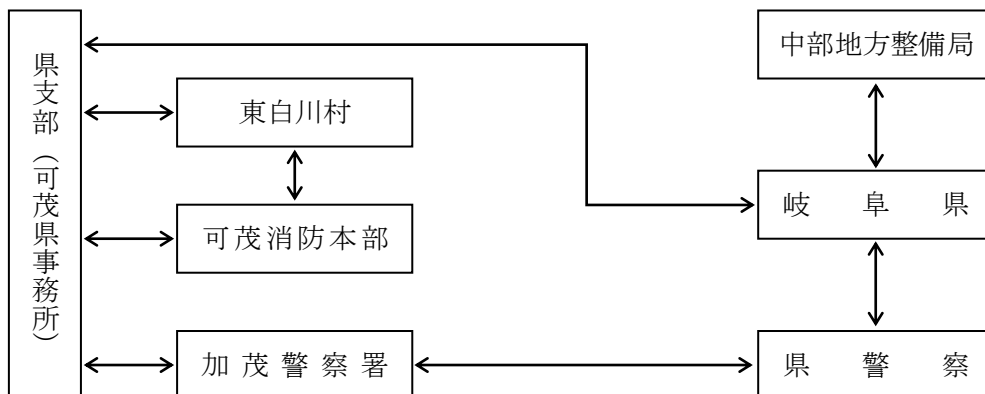 県支部（可茂県事務所）
中部地方整備局
東白川村
岐阜県
可茂消防本部
加茂警察署
県警察